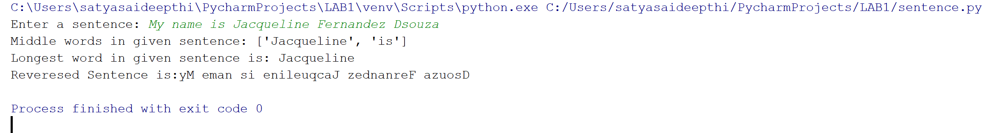 C:\Users\satyasaideepthi\PycharmProjects\LAB1\venv\Scripts\python.exe C:/Users/satyasaideepthi/PycharmProjects/LAB1/sentence.py
Enter a sentence: My name is Jacqueline Fernandez Dsouza
Middle words in given sentence: ['Jacqueline', 'is']
Longest word in given sentence is: Jacqueline
Reveresed Sentence is:yM eman si enileuqcaJ zednanreF azuosD
Process finished with exit code 0